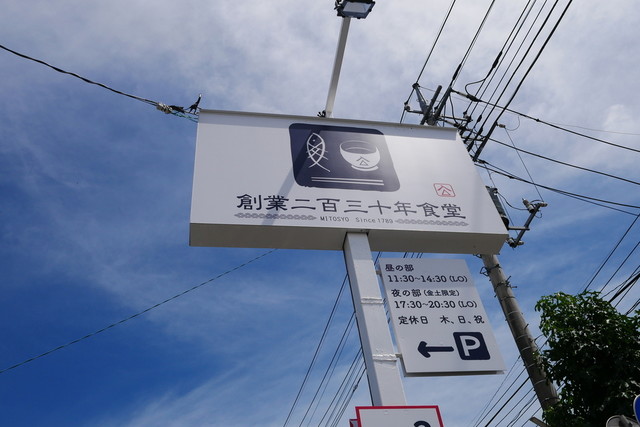 公
公
創業二百三十年食堂
MITOSYO Since 1789
昼の部
11:30~14:30(LO)
夜の部(金土限定)
17:30~20:30(LO)
定休日 木、日、祝
P